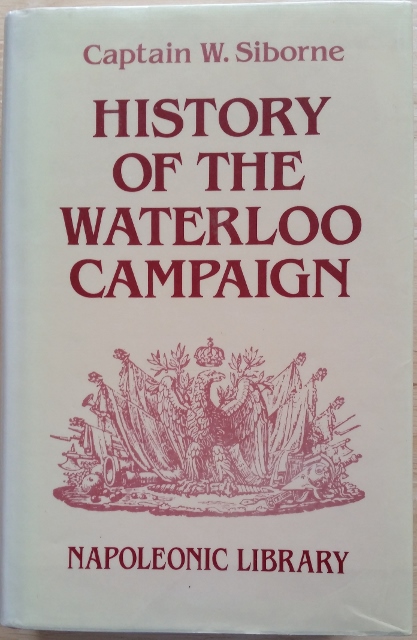 Captain W. Siborne
HISTORY
OF THE
WATERLOO
CAMPAIGN
NAPOLEONIC LIBRARY